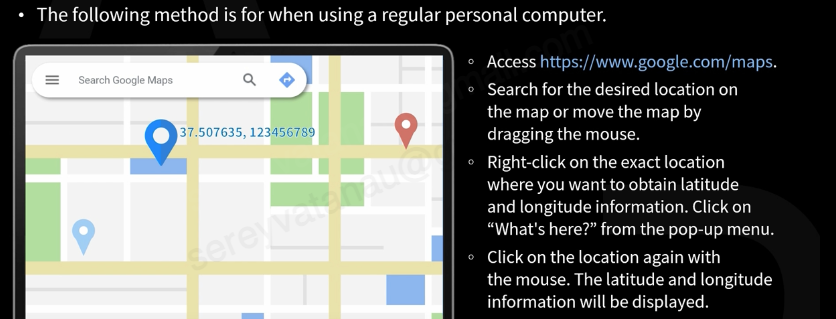 • The following method is for when using a regular personal computer.
Search Google Maps
37.507635, 123456789
◦ Access https://www.google.com/maps.
◦ Search for the desired location on
the map or move the map by
dragging the mouse.
◦ Right-click on the exact location
where you want to obtain latitude
and longitude information. Click on
“What's here?” from the pop-up menu.
◦ Click on the location again with
the mouse. The latitude and longitude
information will be displayed.